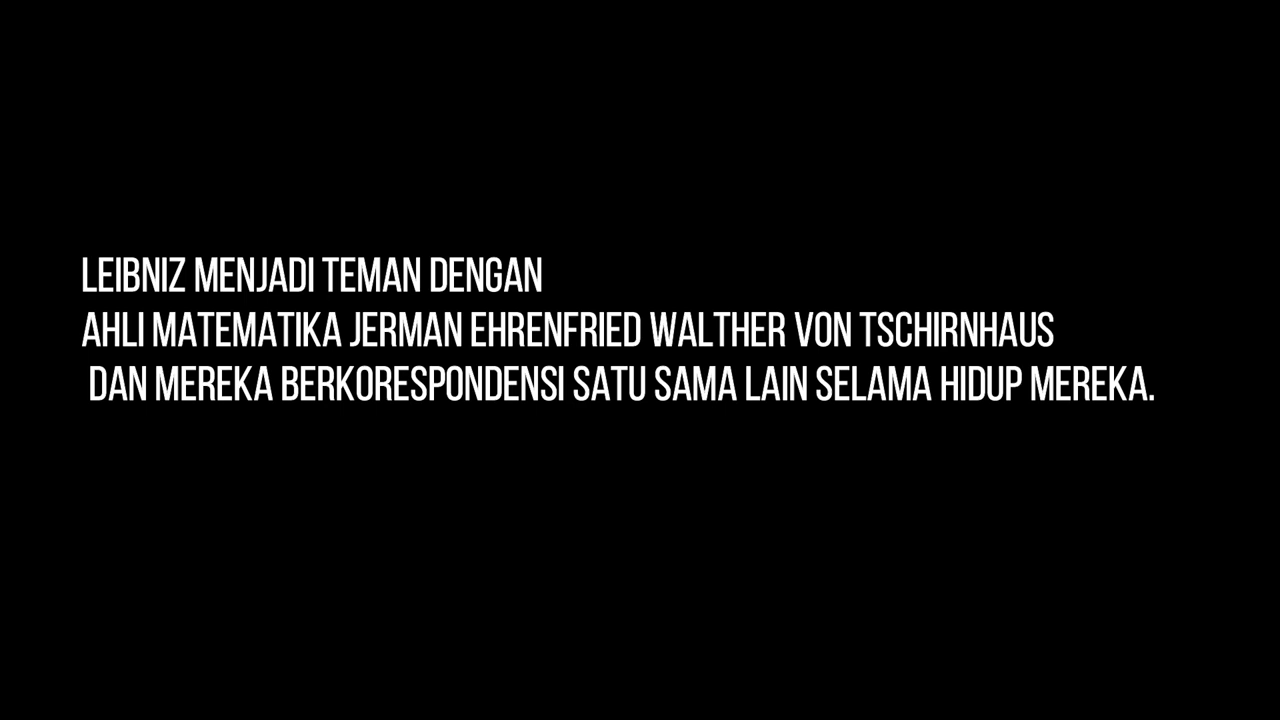 LEIBNIZ MENJADI TEMAN DENGAN
AHLI MATEMATIKA JERMAN EHRENFRIED WALTHER VON TSCHIRNHAUS
DAN MEREKA BERKORESPONDENSI SATU SAMA LAIN SELAMA HIDUP MEREKA.